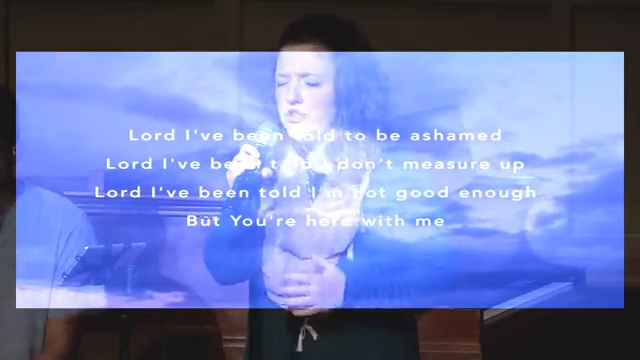 Lord I've been told to be ashamed
Lord I've been told I don't measure up
Lord I've been told I'm not good enough
But You're here with me